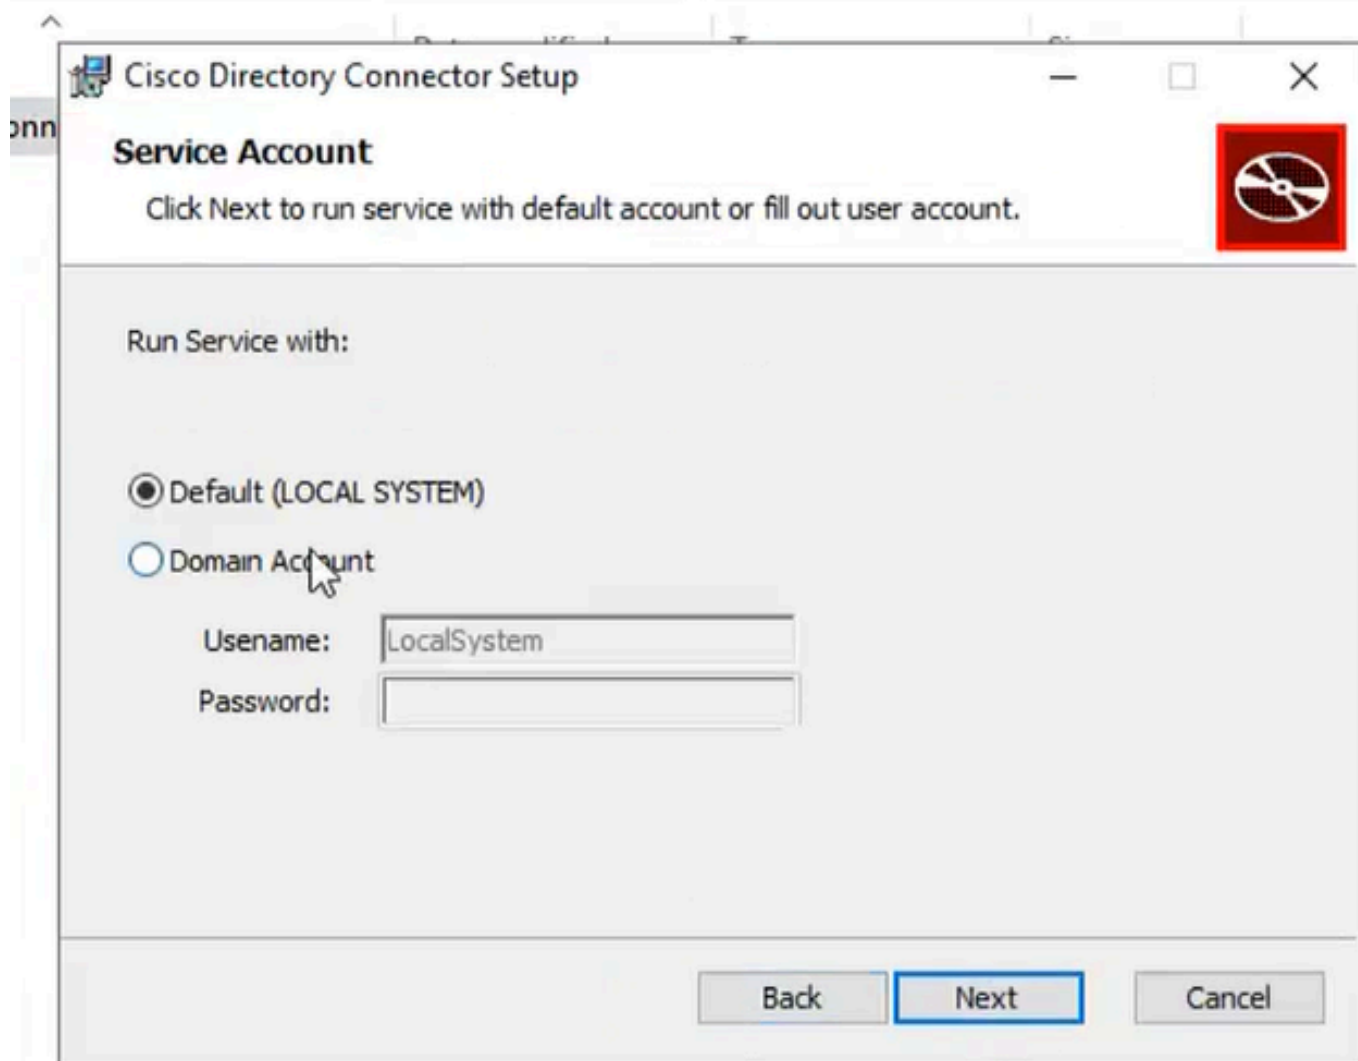 Cisco Directory Connector Setup
onn
Service Account
Click Next to run service with default account or fill out user account.
Run Service with:
Default (LOCAL SYSTEM)
Domain Account
Usename: LocalSystem
Password:
Back Next Cancel